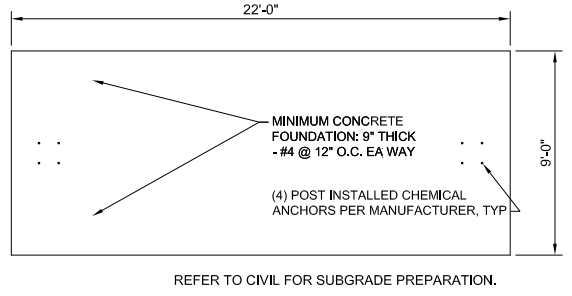 22'-0"
MINIMUM CONCRETE
FOUNDATION: 9" THICK
- #4 @ 12" O.C. EA WAY
9'-0"
(4) POST INSTALLED CHEMICAL
ANCHORS PER MANUFACTURER, TYP
REFER TO CIVIL FOR SUBGRADE PREPARATION.